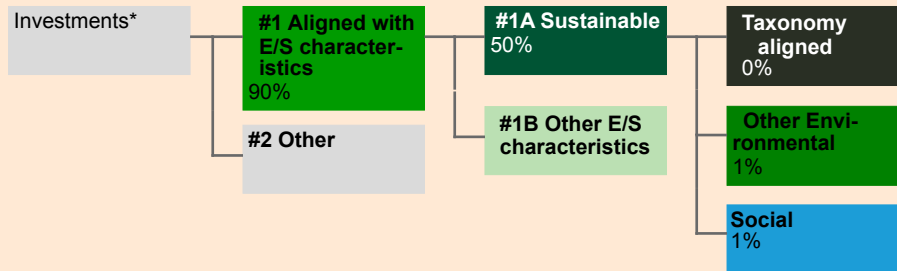 Investments*
#1 Aligned with
E/S character-
istics
90%
#2 Other
#1A Sustainable
50%
#1B Other E/S
characteristics
Taxonomy
aligned
0%
Other Envi-
ronmental
1%
Social
1%